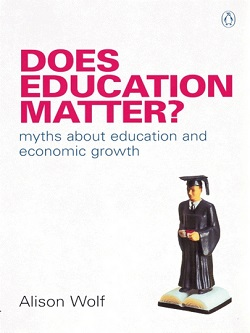 DOES
EDUCATION
MATTER?
myths about education and
economic growth
Alison Wolf